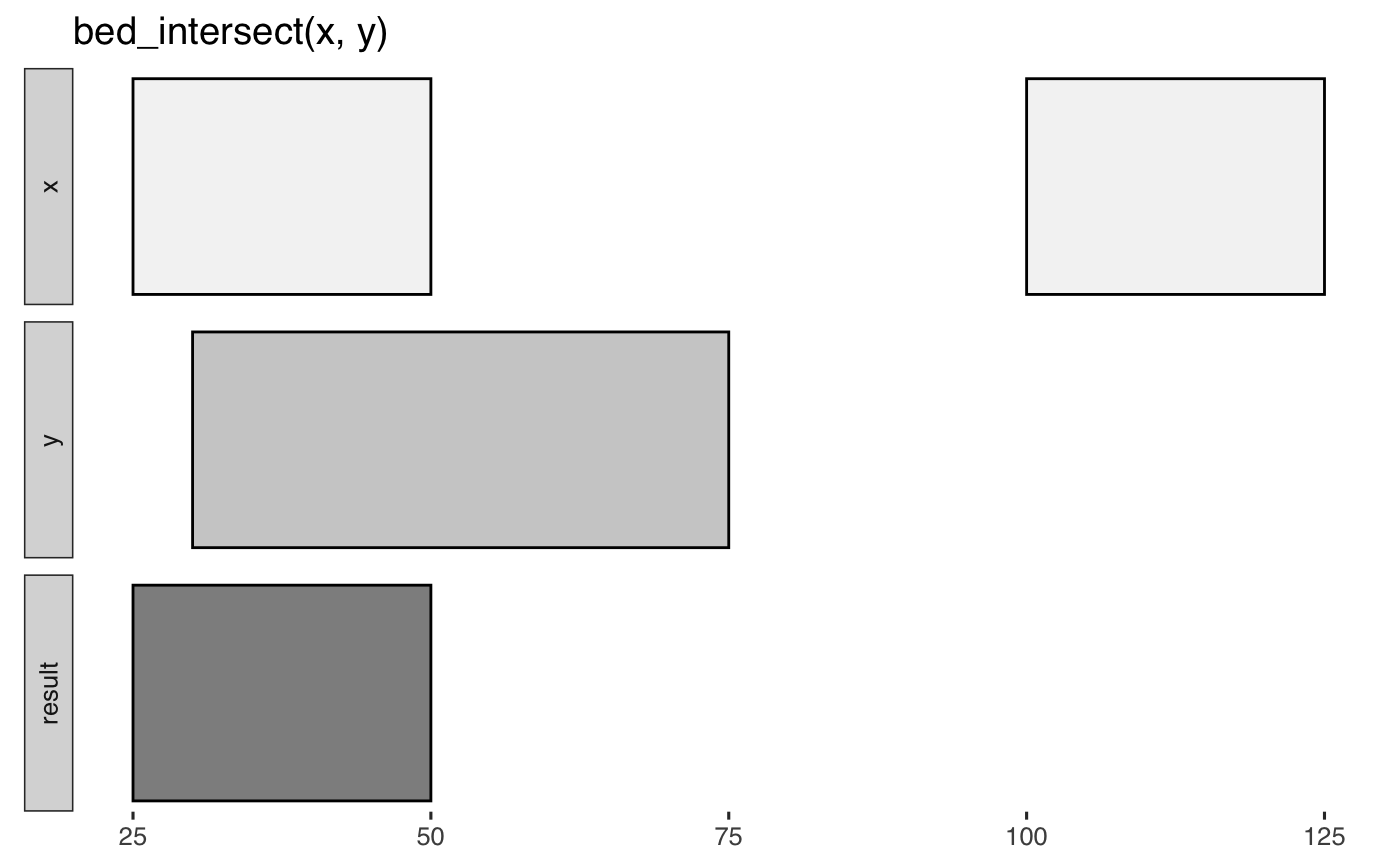 bed_intersect(x, y)
x
y
result
25 50 75 100 125